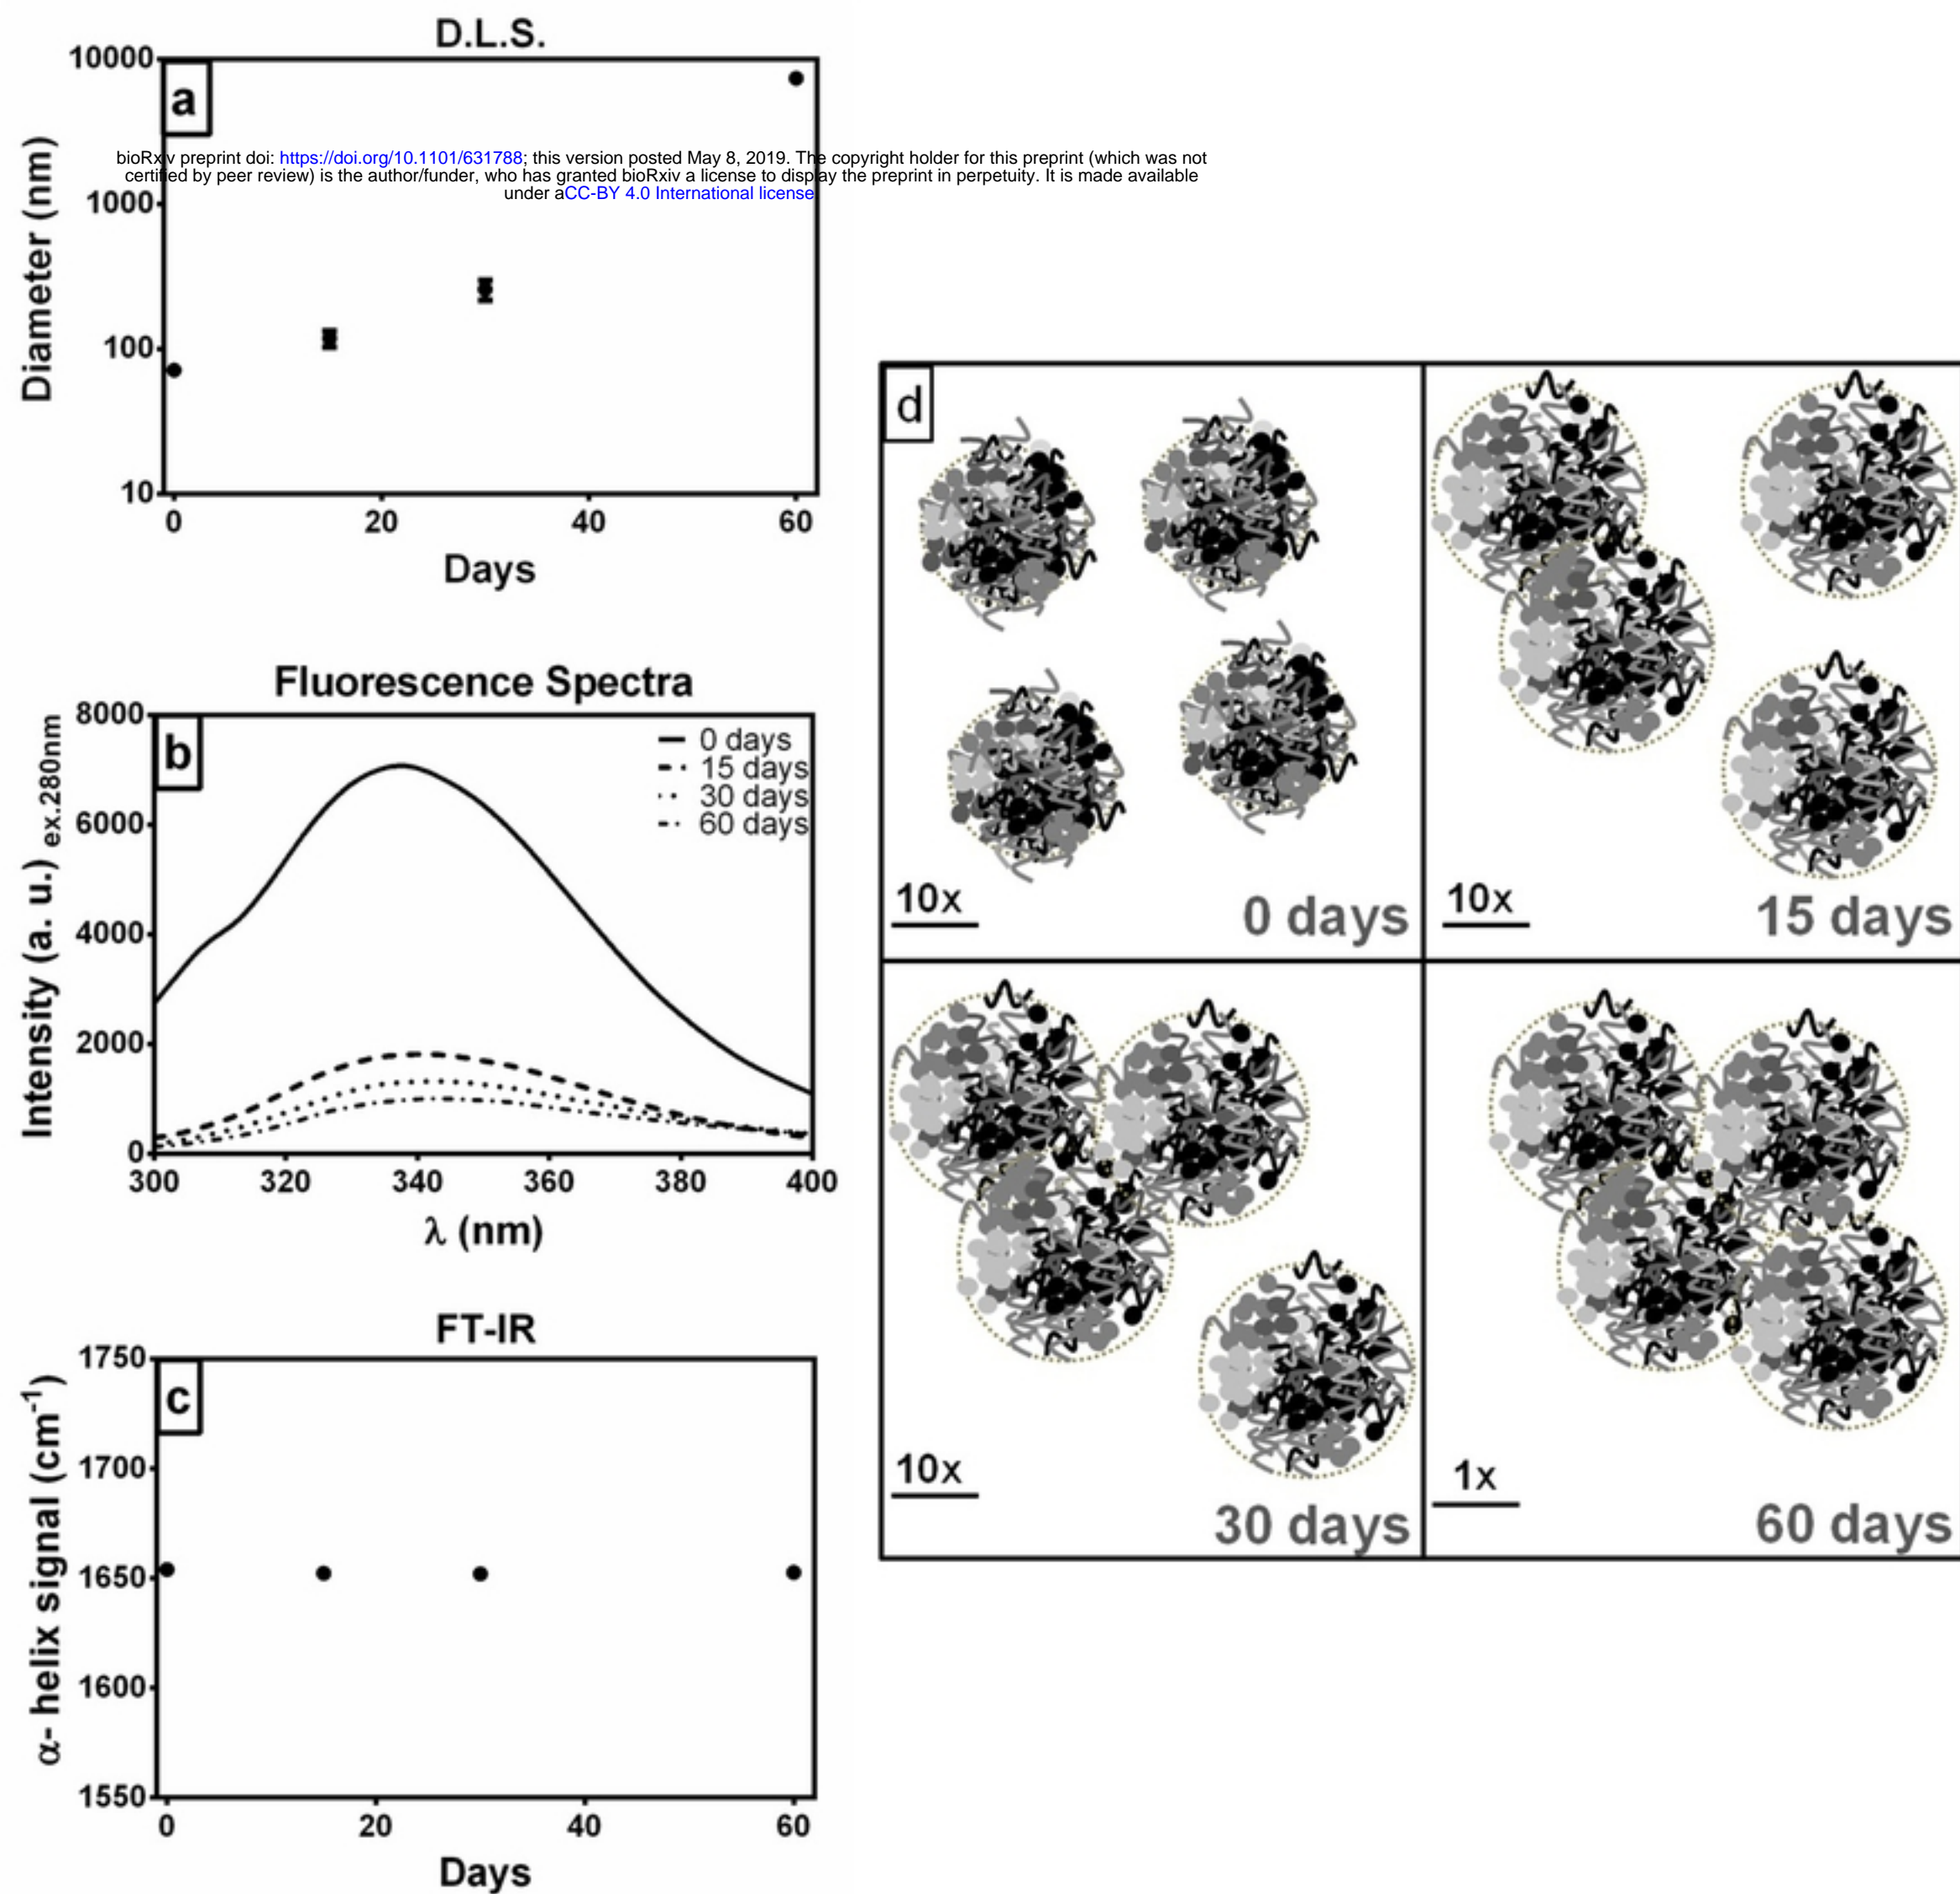 D.L.S.
a
10000
1000
100
10
Diameter (nm)
0 20 40 60
Days
bioRxiv preprint doi: https://doi.org/10.1101/631788; this version posted May 8, 2019. The copyright holder for this preprint (which was not
certified by peer review) is the author/funder, who has granted bioRxiv a license to display the preprint in perpetuity. It is made available
under aCC-BY 4.0 International license
Fluorescence Spectra
b
8000
6000
4000
2000
0
Intensity (a. u.) ex.280nm
0 days
15 days
30 days
60 days
300 320 340 360 380 400
λ (nm)
FT-IR
c
1750
1700
1650
1600
1550
α- helix signal (cm-1)
0 20 40 60
Days
d
10x
0 days
10x
15 days
10x
30 days
1x
60 days